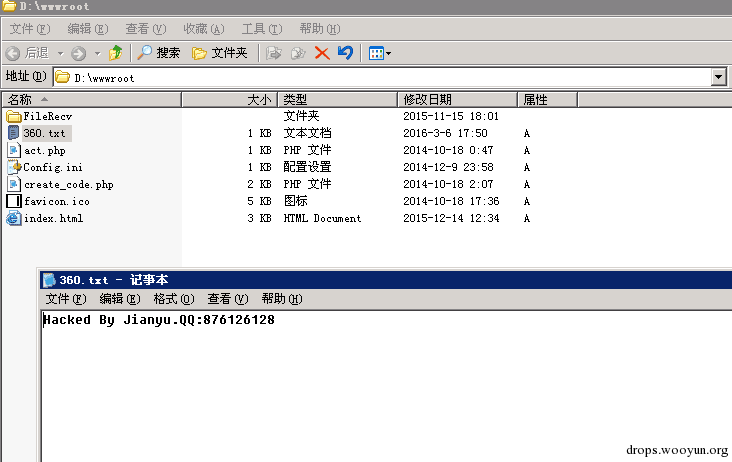 D:\wwwroot
文件(F) 编辑(E) 查看(V) 收藏(A) 工具(T) 帮助(H)
后退 搜索 文件夹
地址(D) D:\wwwroot
名称 大小 类型 修改日期 属性
FileRecv 文件夹 2015-11-15 18:01
360.txt 1 KB 文本文档 2016-3-6 17:50 A
act.php 1 KB PHP 文件 2014-10-18 0:47 A
Config.ini 1 KB 配置设置 2014-12-9 23:58 A
create_code.php 2 KB PHP 文件 2014-10-18 2:07 A
favicon.ico 5 KB 图标 2014-10-18 17:36 A
index.html 3 KB HTML Document 2015-12-14 12:34 A
360.txt - 记事本
文件(F) 编辑(E) 格式(O) 查看(V) 帮助(H)
Hacked By Jianyu.QQ:876126128
drops.wooyun.org